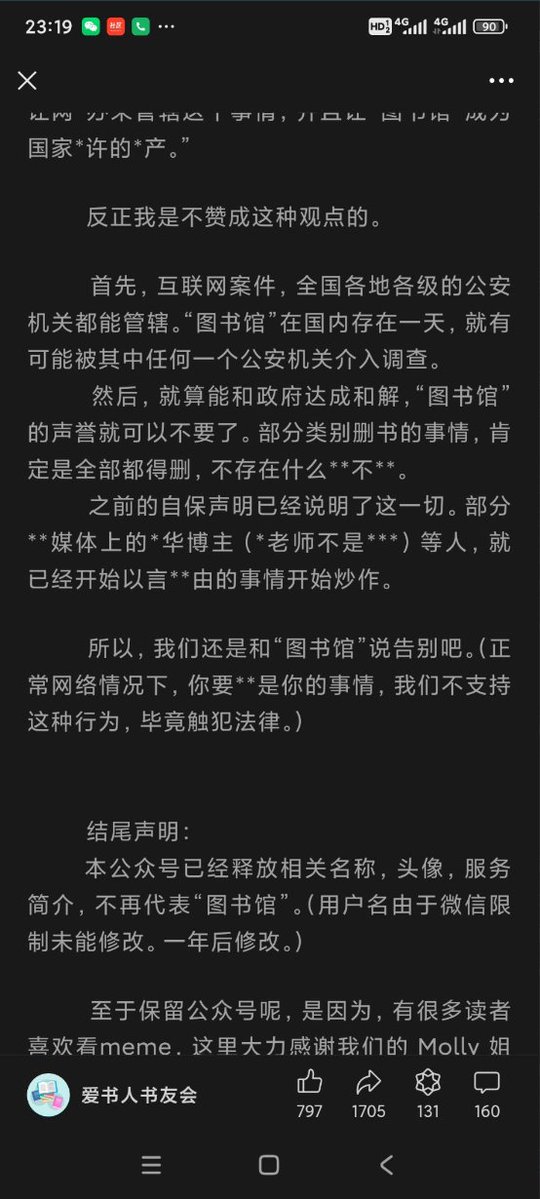 23:19
HD 1 2 4G 4G 90
国家*许的*产。”
反正我是不赞成这种观点的。
首先，互联网案件，全国各地各级的公安
机关都能管辖。“图书馆”在国内存在一天，就有
可能被其中任何一个公安机关介入调查。
然后，就算能和政府达成和解，“图书馆”
的声誉就可以不要了。部分类别删书的事情，肯
定是全部都得删，不存在什么**不**。
之前的自保声明已经说明了这一切。部分
**媒体上的*华博主（*老师不是***）等人，就
已经开始以言**由的事情开始炒作。
所以，我们还是和“图书馆”说告别吧。（正
常网络情况下，你要**是你的事情，我们不支持
这种行为，毕竟触犯法律。）
结尾声明：
本公众号已经释放相关名称，头像，服务
简介，不再代表“图书馆”。（用户名由于微信限
制未能修改。一年后修改。）
至于保留公众号呢，是因为，有很多读者
喜欢看meme，这里大力感谢我们的 Molly 姐
爱书人书友会
797 1705 131 160